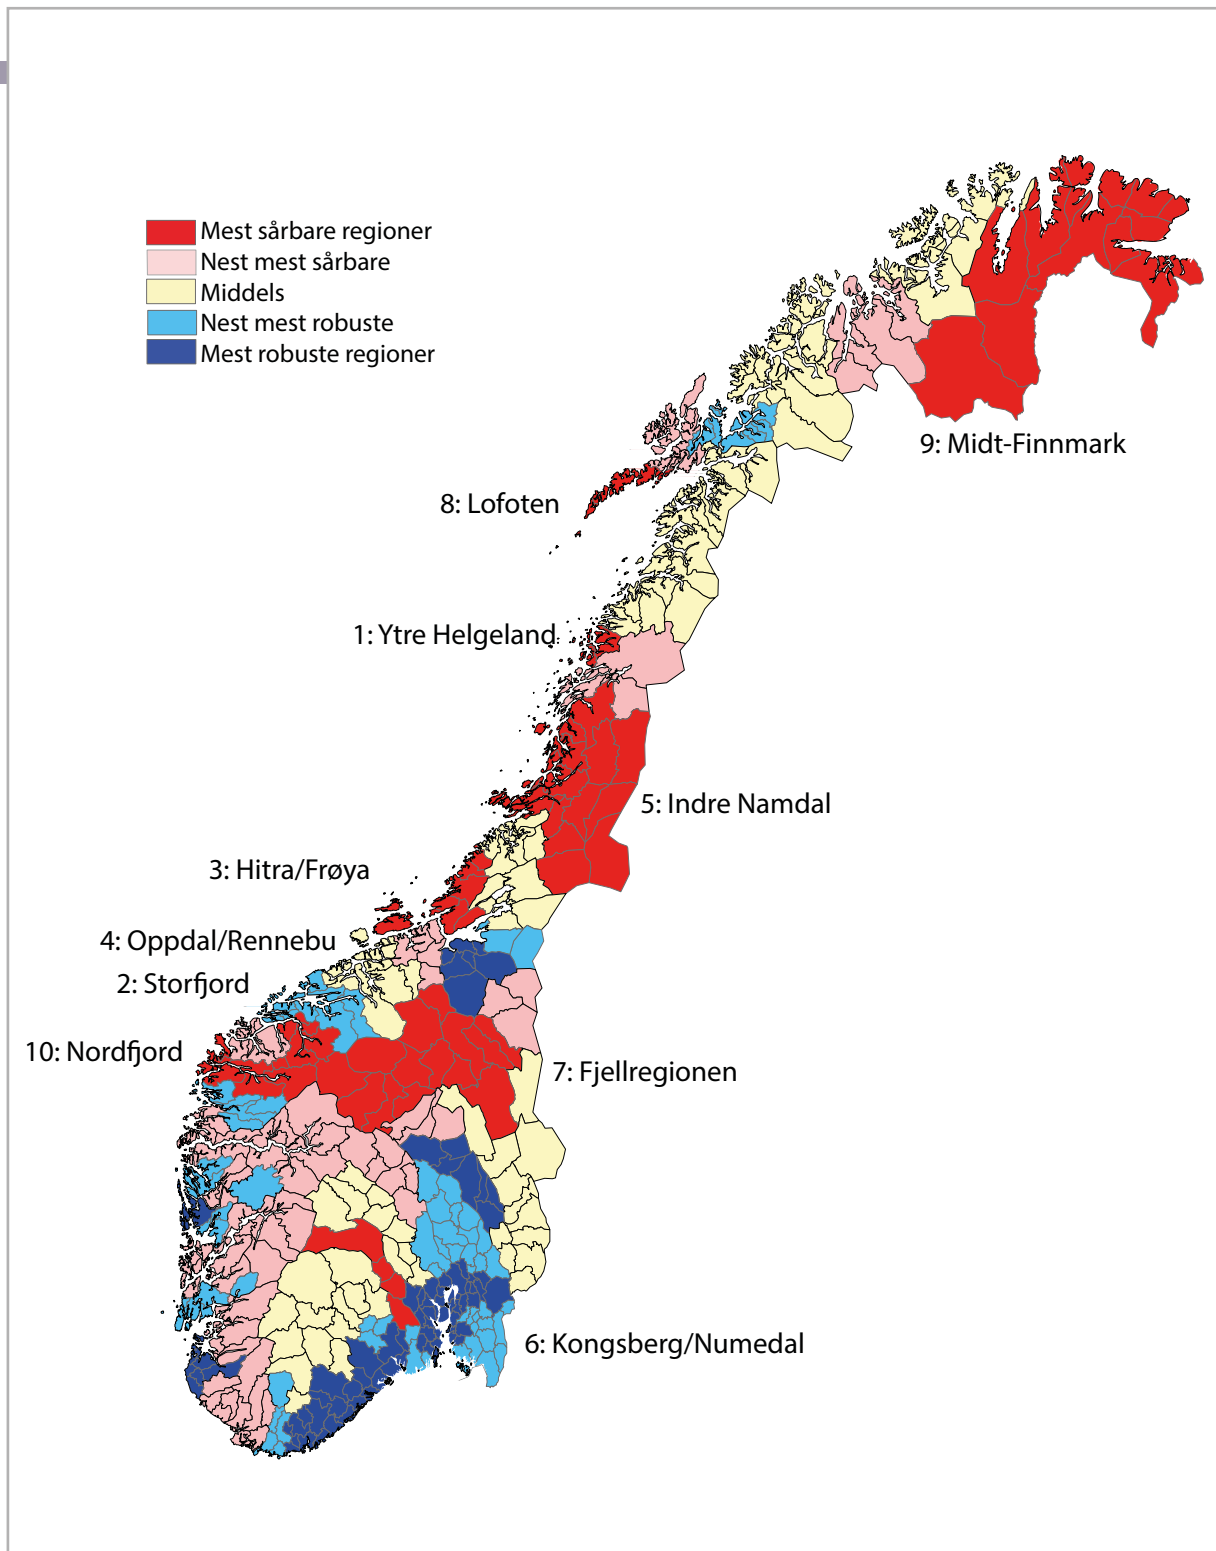 Mest sårbare regioner
Nest mest sårbare
Middels
Nest mest robuste
Mest robuste regioner
9: Midt-Finnmark
8: Lofoten
1: Ytre Helgeland
5: Indre Namdal
3: Hitra/Frøya
4: Oppdal/Rennebu
2: Storfjord
10: Nordfjord
7: Fjellregionen
6: Kongsberg/Numedal